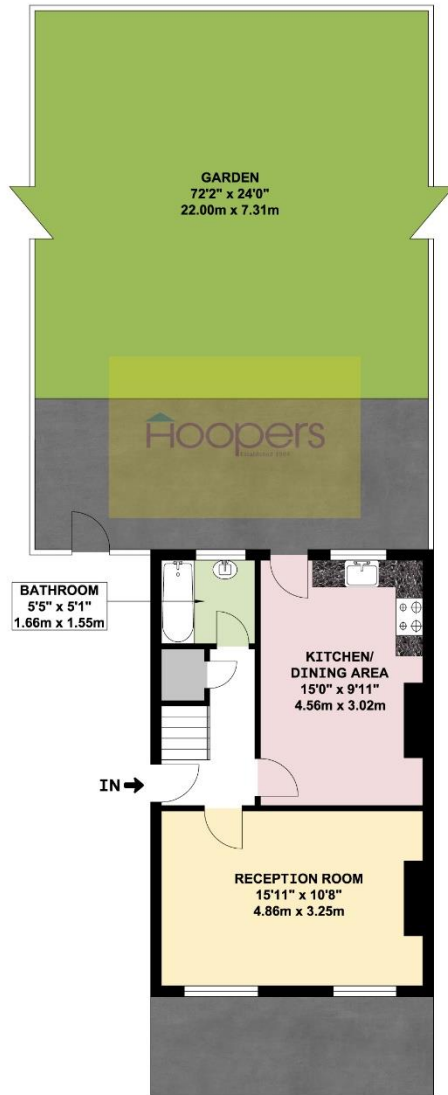 GARDEN
72'2" x 24'0"
22.00m x 7.31m
Hoopers
BATHROOM
5'5" x 5'1"
1.66m x 1.55m
KITCHEN/
DINING AREA
15'0" x 9'11"
4.56m x 3.02m
IN
RECEPTION ROOM
15'11" x 10'8"
4.86m x 3.25m